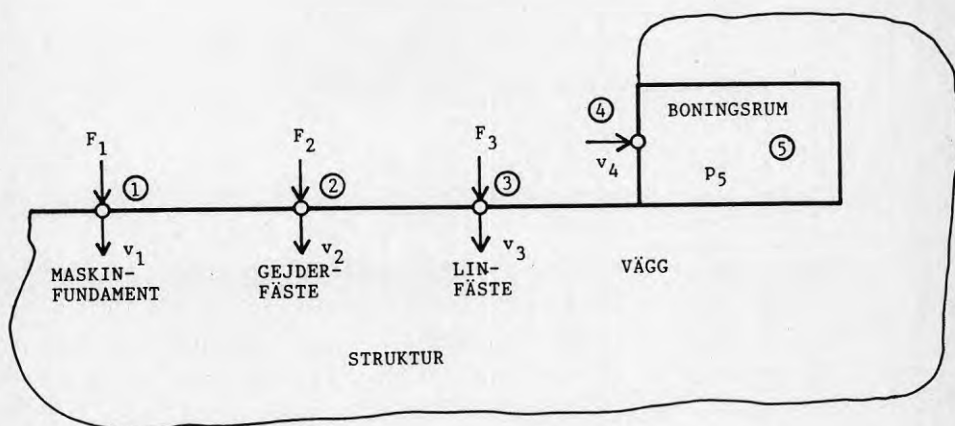 ④ BONINGSRUM
F₁ F₂ F₃ ⑤
① ② ③ v₄ p₅
v₁ v₂ v₃
MASKIN- GEJDER- LIN- VÄGG
FUNDAMENT FÄSTE FÄSTE
STRUKTUR